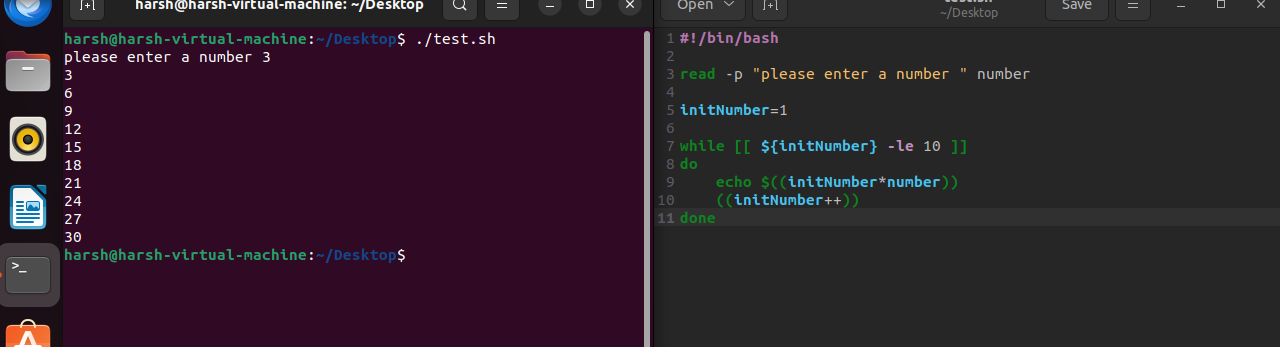 harsh@harsh-virtual-machine: ~/Desktop
harsh@harsh-virtual-machine:~/Desktop$ ./test.sh
please enter a number 3
3
6
9
12
15
18
21
24
27
30
harsh@harsh-virtual-machine:~/Desktop$
>_
Open
~/Desktop
Save
1 #!/bin/bash
2
3 read -p "please enter a number " number
4
5 initNumber=1
6
7 while [[ ${initNumber} -le 10 ]]
8 do
9     echo $((initNumber*number))
10     ((initNumber++))
11 done